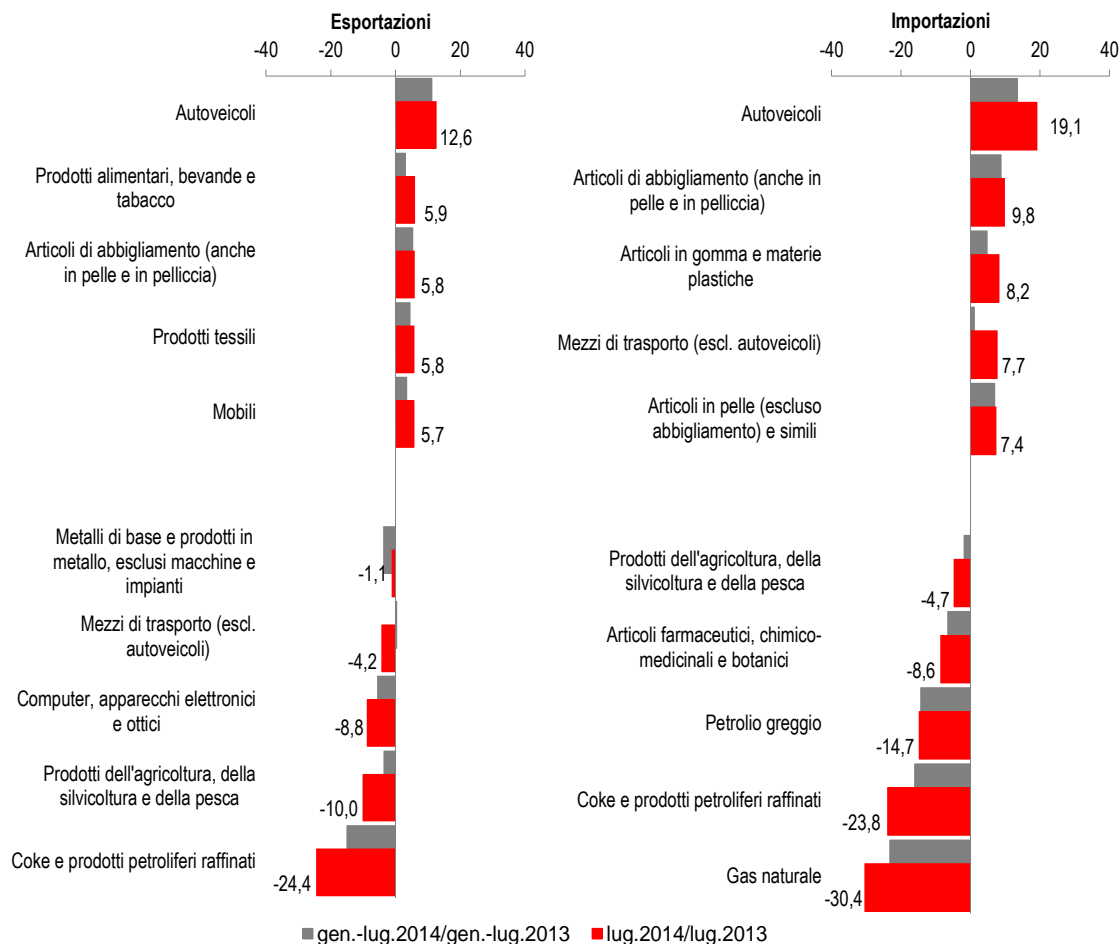 Esportazioni
-40 -20 0 20 40
Autoveicoli
12,6
Prodotti alimentari, bevande e
tabacco
5,9
Articoli di abbigliamento (anche
in pelle e in pelliccia)
5,8
Prodotti tessili
5,8
Mobili
5,7
Metalli di base e prodotti in
metallo, esclusi macchine e
impianti
-1,1
Mezzi di trasporto (escl.
autoveicoli)
-4,2
Computer, apparecchi elettronici
e ottici
-8,8
Prodotti dell'agricoltura, della
silvicoltura e della pesca
-10,0
Coke e prodotti petroliferi raffinati
-24,4
Importazioni
-40 -20 0 20 40
Autoveicoli
19,1
Articoli di abbigliamento (anche in
pelle e in pelliccia)
9,8
Articoli in gomma e materie
plastiche
8,2
Mezzi di trasporto (escl. autoveicoli)
7,7
Articoli in pelle (escluso
abbigliamento) e simili
7,4
Prodotti dell'agricoltura, della
silvicoltura e della pesca
-4,7
Articoli farmaceutici, chimico-
medicinali e botanici
-8,6
Petrolio greggio
-14,7
Coke e prodotti petroliferi raffinati
-23,8
Gas naturale
-30,4
gen.-lug.2014/gen.-lug.2013 lug.2014/lug.2013